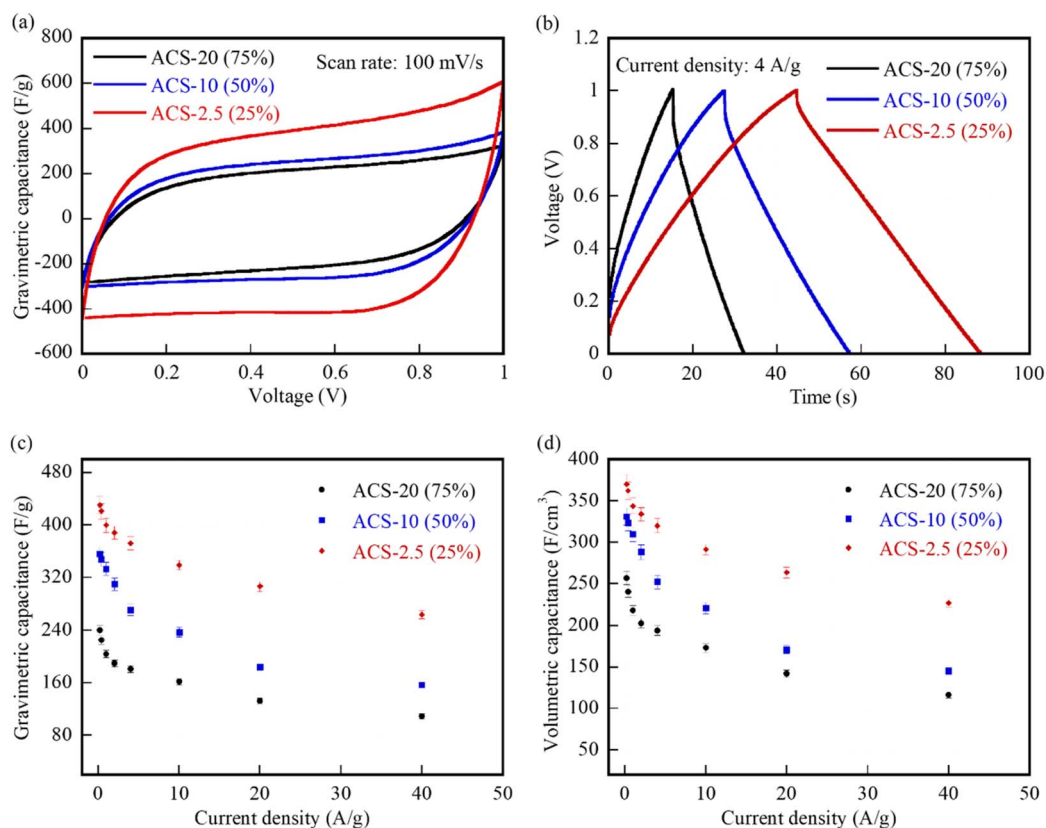 (a)
800
600
400
200
0
-200
-400
-600
Gravimetric capacitance (F/g)
ACS-20 (75%)
ACS-10 (50%)
ACS-2.5 (25%)
Scan rate: 100 mV/s
0
0.2
0.4
0.6
0.8
1
Voltage (V)
(b)
1.2
1
0.8
0.6
0.4
0.2
0
Voltage (V)
Current density: 4 A/g
ACS-20 (75%)
ACS-10 (50%)
ACS-2.5 (25%)
0
20
40
60
80
100
Time (s)
(c)
480
400
320
240
160
80
Gravimetric capacitance (F/g)
ACS-20 (75%)
ACS-10 (50%)
ACS-2.5 (25%)
0
10
20
30
40
50
Current density (A/g)
(d)
400
350
300
250
200
150
100
50
Volumetric capacitance (F/cm³)
ACS-20 (75%)
ACS-10 (50%)
ACS-2.5 (25%)
0
10
20
30
40
50
Current density (A/g)